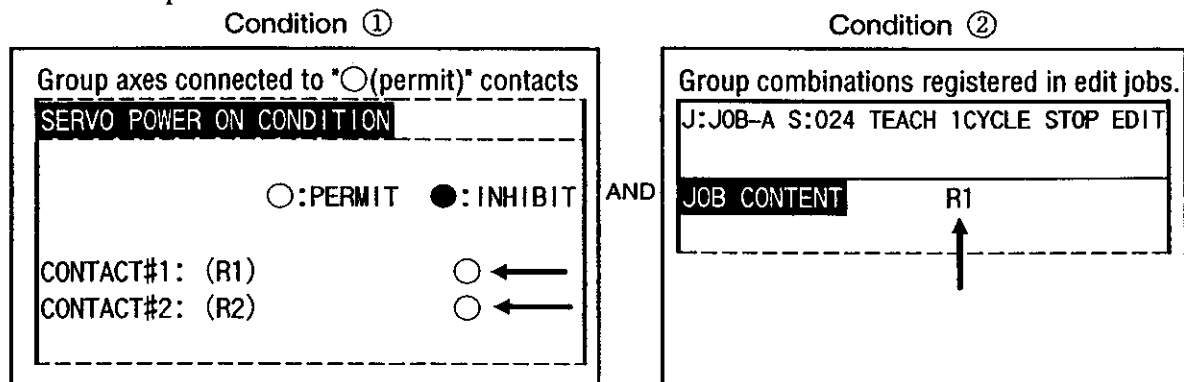 Condition ①
Group axes connected to "○(permit)" contacts
SERVO POWER ON CONDITION
○:PERMIT ●:INHIBIT
CONTACT#1: (R1) ○
CONTACT#2: (R2) ○
AND
Condition ②
Group combinations registered in edit jobs.
J:JOB-A S:024 TEACH 1CYCLE STOP EDIT
JOB CONTENT R1